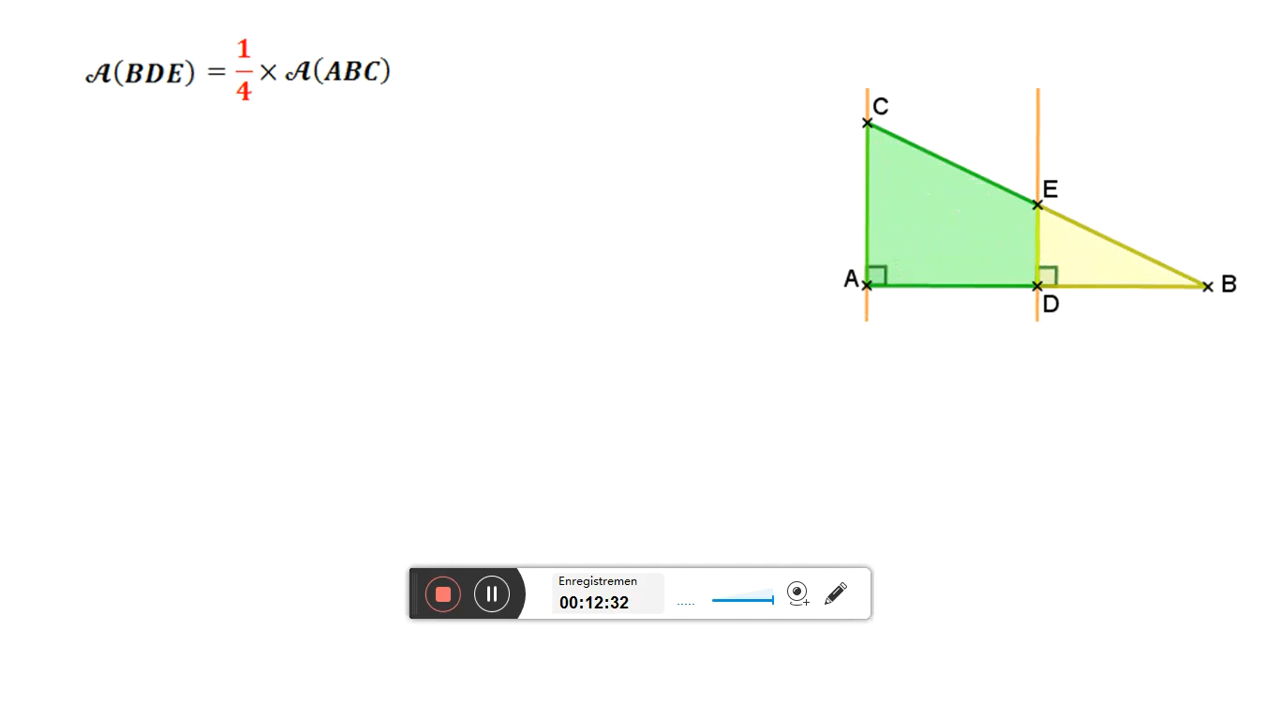 𝒜(BDE) = 1/4 × 𝒜(ABC)
C
E
A
B
D
Enregistremen
00:12:32